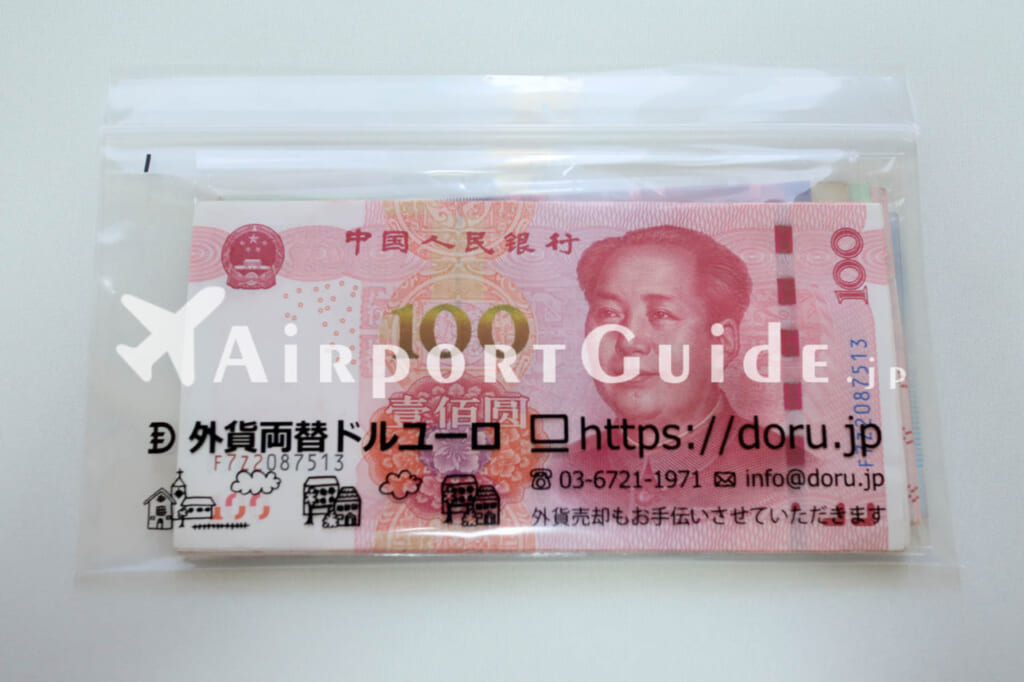 中国人民银行
100
100
AIRPORTGUIDE.jp
壹佰圆
外貨両替ドルユーロ
https://doru.jp
F7Z2087513
F7Z2087513
03-6721-1971
info@doru.jp
外貨売却もお手伝いさせていただきます